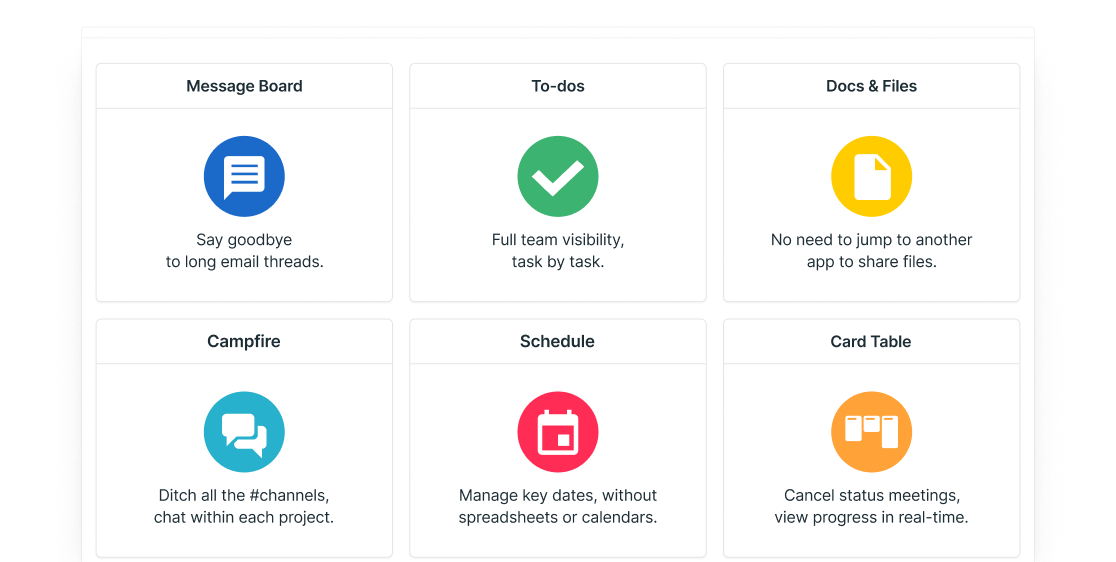 Message Board
Say goodbye
to long email threads.
To-dos
Full team visibility,
task by task.
Docs & Files
No need to jump to another
app to share files.
Campfire
Ditch all the #channels,
chat within each project.
Schedule
Manage key dates, without
spreadsheets or calendars.
Card Table
Cancel status meetings,
view progress in real-time.